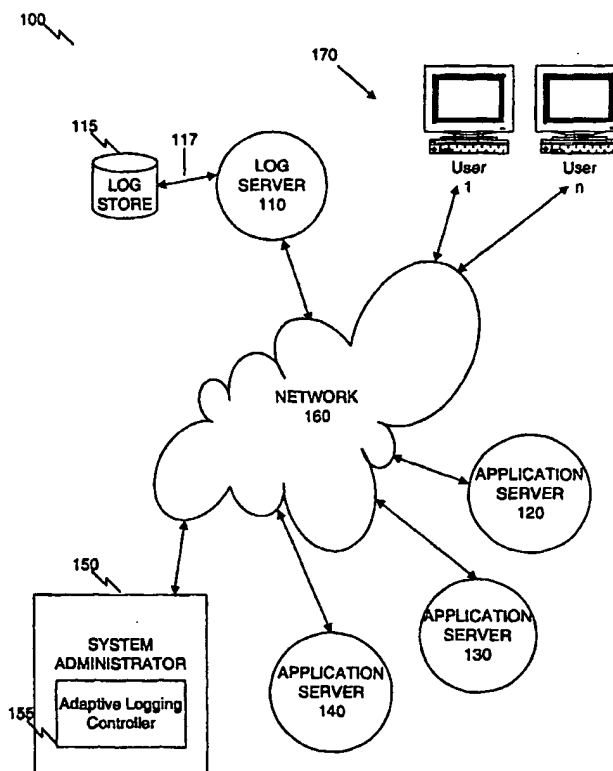 100
170
115
117
LOG
STORE
LOG
SERVER
110
User
1
User
n
NETWORK
160
APPLICATION
SERVER
120
APPLICATION
SERVER
130
APPLICATION
SERVER
140
150
SYSTEM
ADMINISTRATOR
Adaptive Logging
Controller
155